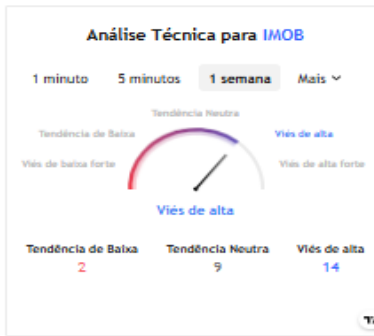 Análise Técnica para IMOB
1 minuto 5 minutos 1 semana Mais
Tendência Neutra
Tendência de Baixa Viés de alta
Viés de baixa forte Viés de alta forte
Viés de alta
Tendência de Baixa Tendência Neutra Viés de alta
2 9 14